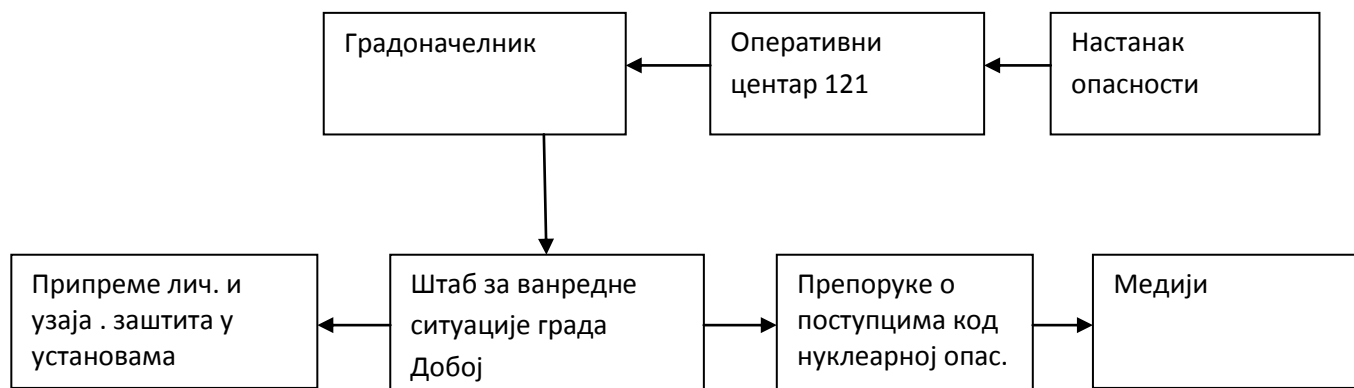 Градоначелник
Оперативни
центар 121
Настанак
опасности
Припреме лич. и
узаја . заштита у
установама
Штаб за ванредне
ситуације града
Добој
Препоруке о
поступцима код
нуклеарној опас.
Медији